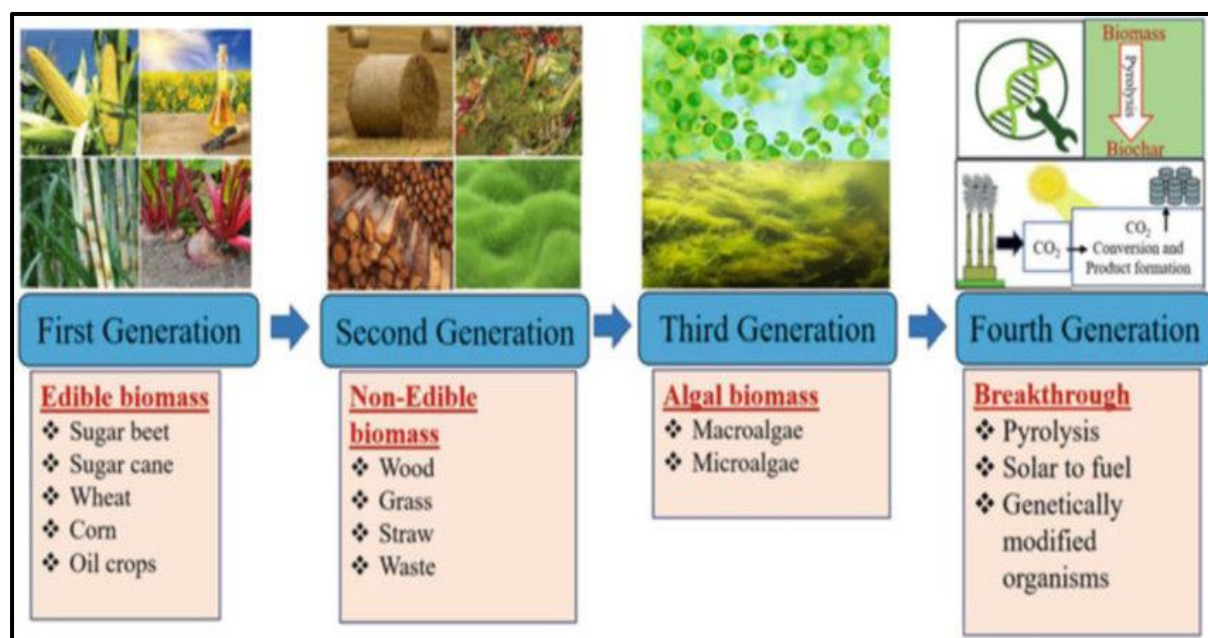 Biomass
Pyrolysis
Biochar
CO₂
CO₂
Conversion and
Product formation
First Generation
Second Generation
Third Generation
Fourth Generation
Edible biomass
❖ Sugar beet
❖ Sugar cane
❖ Wheat
❖ Corn
❖ Oil crops
Non-Edible
biomass
❖ Wood
❖ Grass
❖ Straw
❖ Waste
Algal biomass
❖ Macroalgae
❖ Microalgae
Breakthrough
❖ Pyrolysis
❖ Solar to fuel
❖ Genetically
modified
organisms